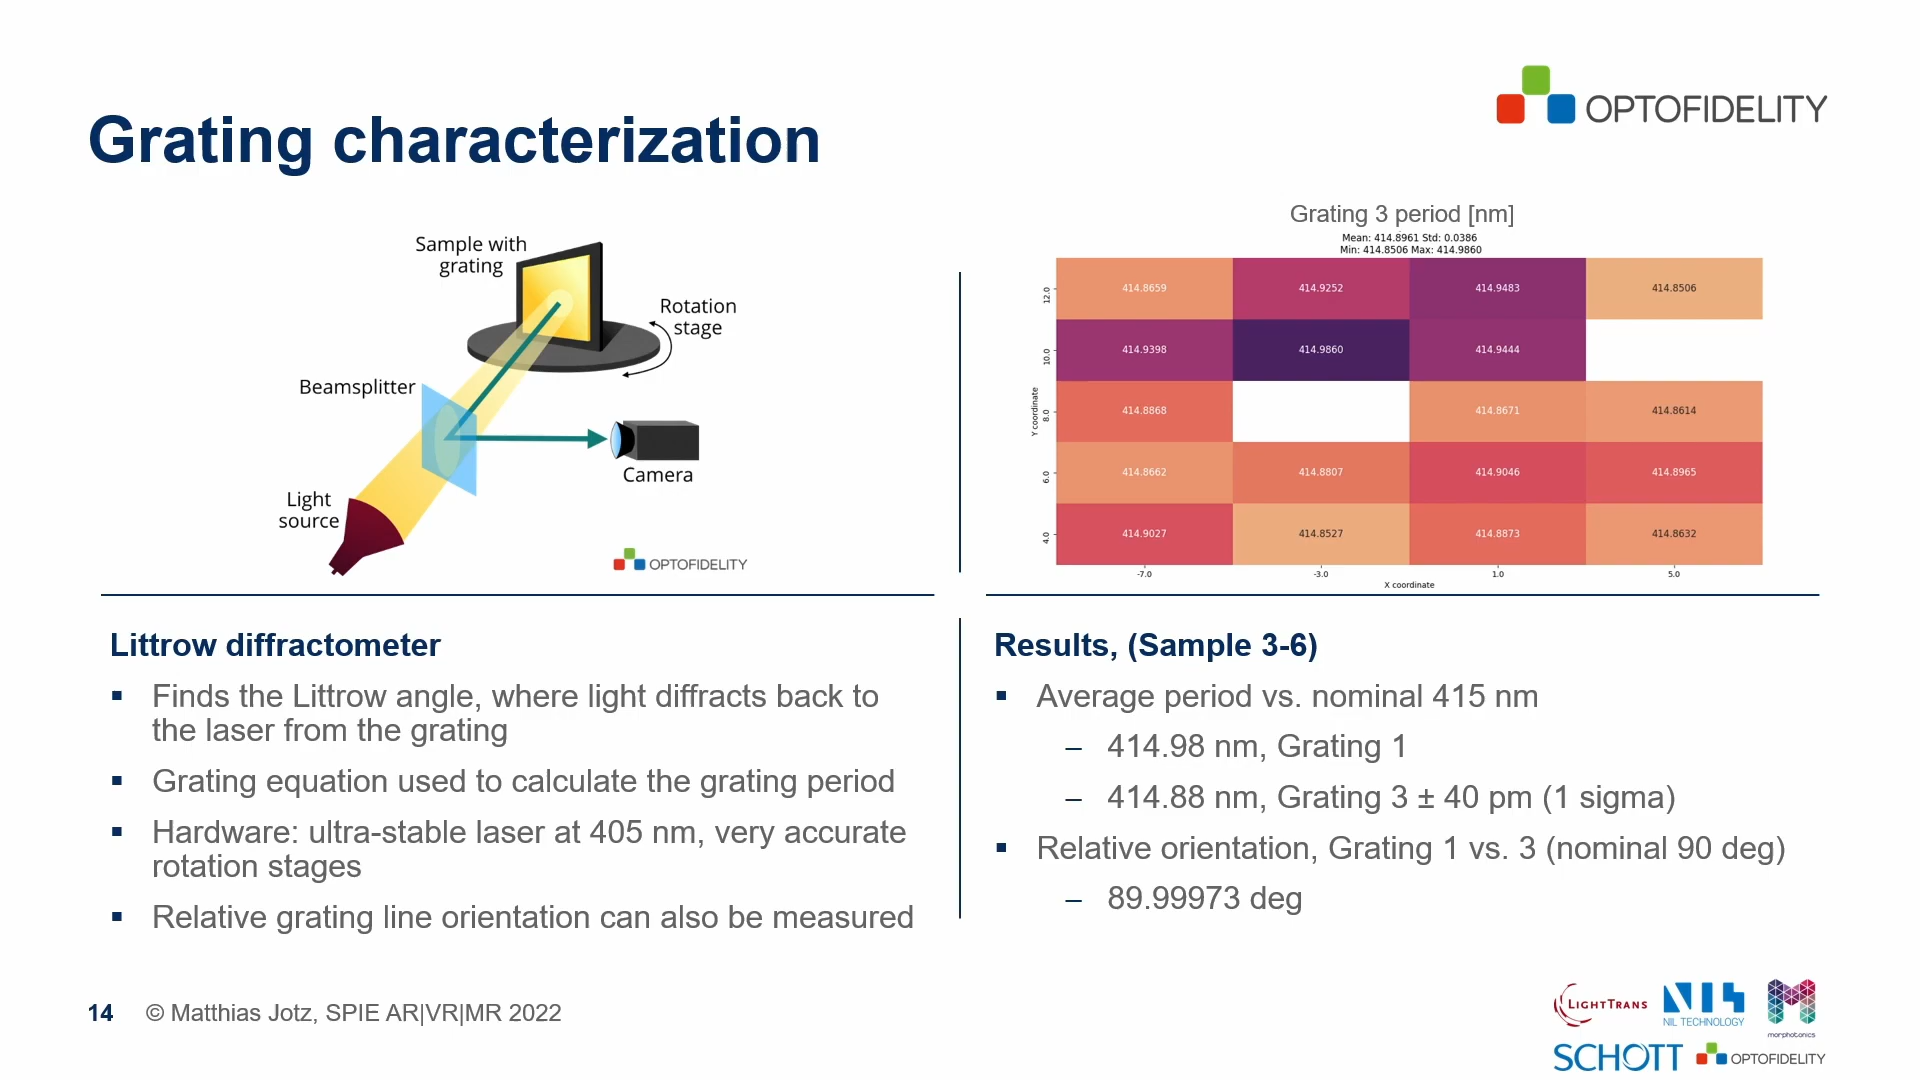 OPTOFIDELITY
Grating characterization
Sample with
grating
Rotation
stage
Beamsplitter
Camera
Light
source
OPTOFIDELITY
Grating 3 period [nm]
Mean: 414.8961 Std: 0.0386
Min: 414.8506 Max: 414.9860
12.0 414.8659 414.9252 414.9483 414.8506
10.0 414.9398 414.9860 414.9444
8.0 414.8868 414.8671 414.8614
6.0 414.8662 414.8807 414.9046 414.8965
4.0 414.9027 414.8527 414.8873 414.8632
Y coordinate
-7.0 -3.0 1.0 5.0
X coordinate
Littrow diffractometer
▪ Finds the Littrow angle, where light diffracts back to
the laser from the grating
▪ Grating equation used to calculate the grating period
▪ Hardware: ultra-stable laser at 405 nm, very accurate
rotation stages
▪ Relative grating line orientation can also be measured
Results, (Sample 3-6)
▪ Average period vs. nominal 415 nm
– 414.98 nm, Grating 1
– 414.88 nm, Grating 3 ± 40 pm (1 sigma)
▪ Relative orientation, Grating 1 vs. 3 (nominal 90 deg)
– 89.99973 deg
14 © Matthias Jotz, SPIE AR|VR|MR 2022
LIGHTTRANS
NIL
NIL TECHNOLOGY
morphotonics
SCHOTT
OPTOFIDELITY